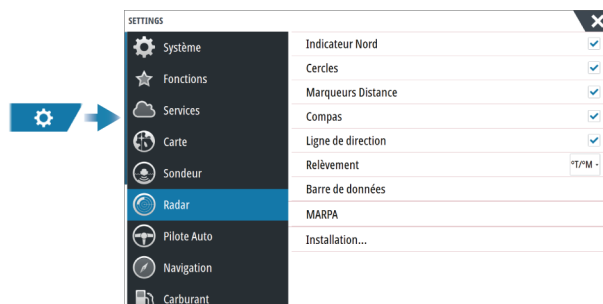 SETTINGS
Système
Fonctions
Services
Carte
Sondeur
Radar
Pilote Auto
Navigation
Carburant
Indicateur Nord
Cercles
Marqueurs Distance
Compas
Ligne de direction
Relèvement °T/°M
Barre de données
MARPA
Installation...